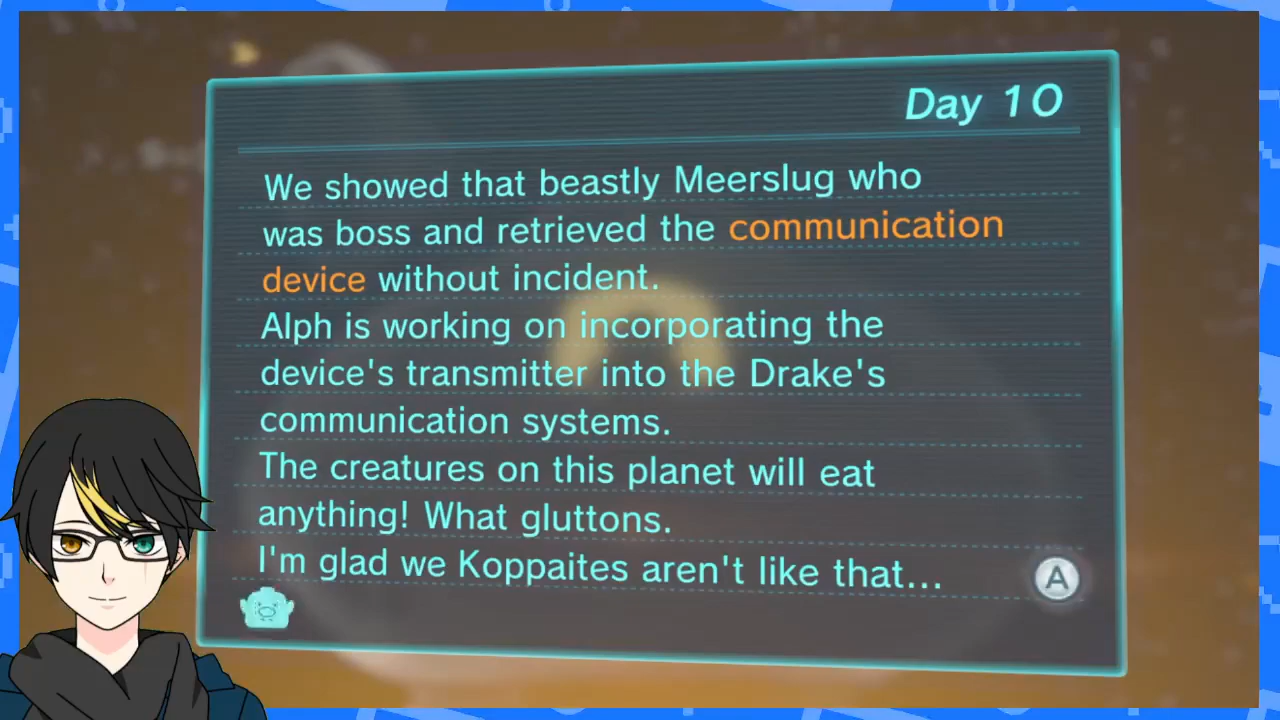 Day 10
We showed that beastly Meerslug who
was boss and retrieved the communication
device without incident.
Alph is working on incorporating the
device's transmitter into the Drake's
communication systems.
The creatures on this planet will eat
anything! What gluttons.
I'm glad we Koppaites aren't like that...
A